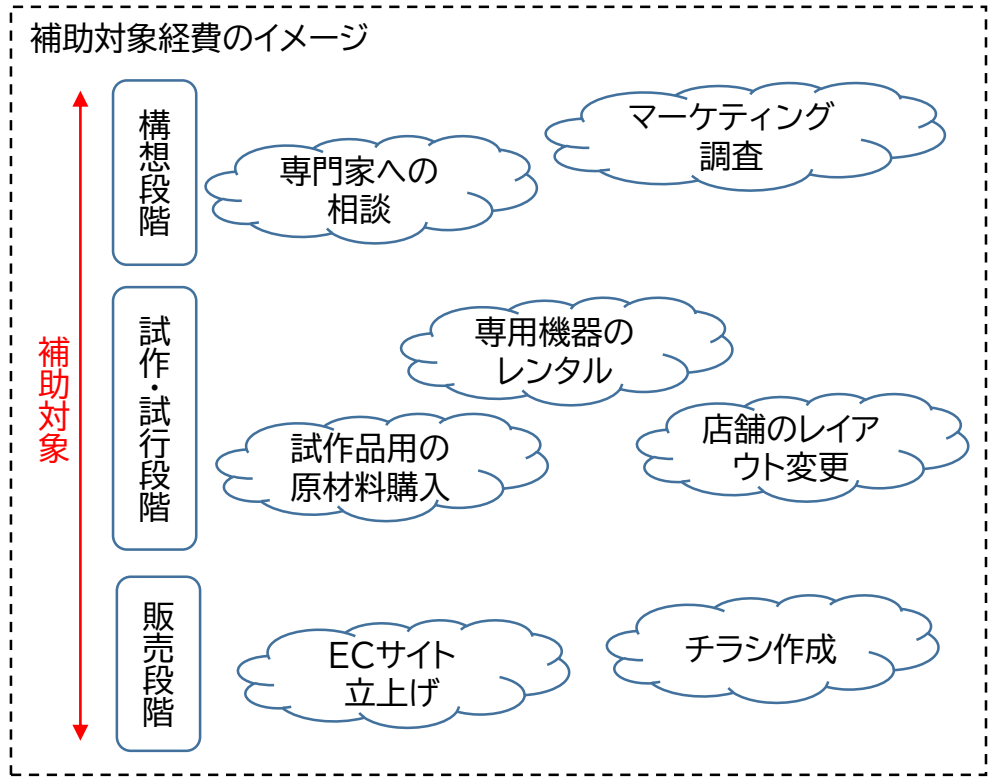 補助対象経費のイメージ
補助対象
構想段階
専門家への
相談
マーケティング
調査
試作・試行段階
専用機器の
レンタル
試作品用の
原材料購入
店舗のレイア
ウト変更
販売段階
ECサイト
立上げ
チラシ作成